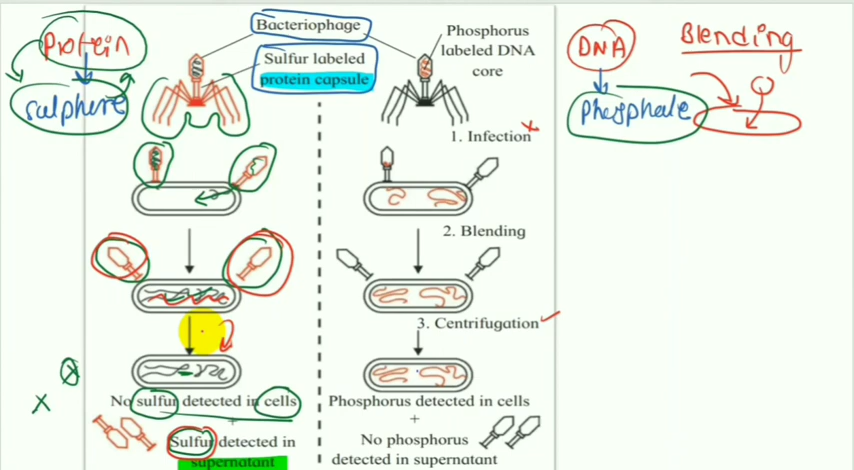 Protein
sulphure
Bacteriophage
Sulfur labeled
protein capsule
Phosphorus
labeled DNA
core
DNA
Phosphate
Blending
1. Infection
2. Blending
3. Centrifugation
No sulfur detected in cells
+
Sulfur detected in
supernatant
Phosphorus detected in cells
+
No phosphorus
detected in supernatant